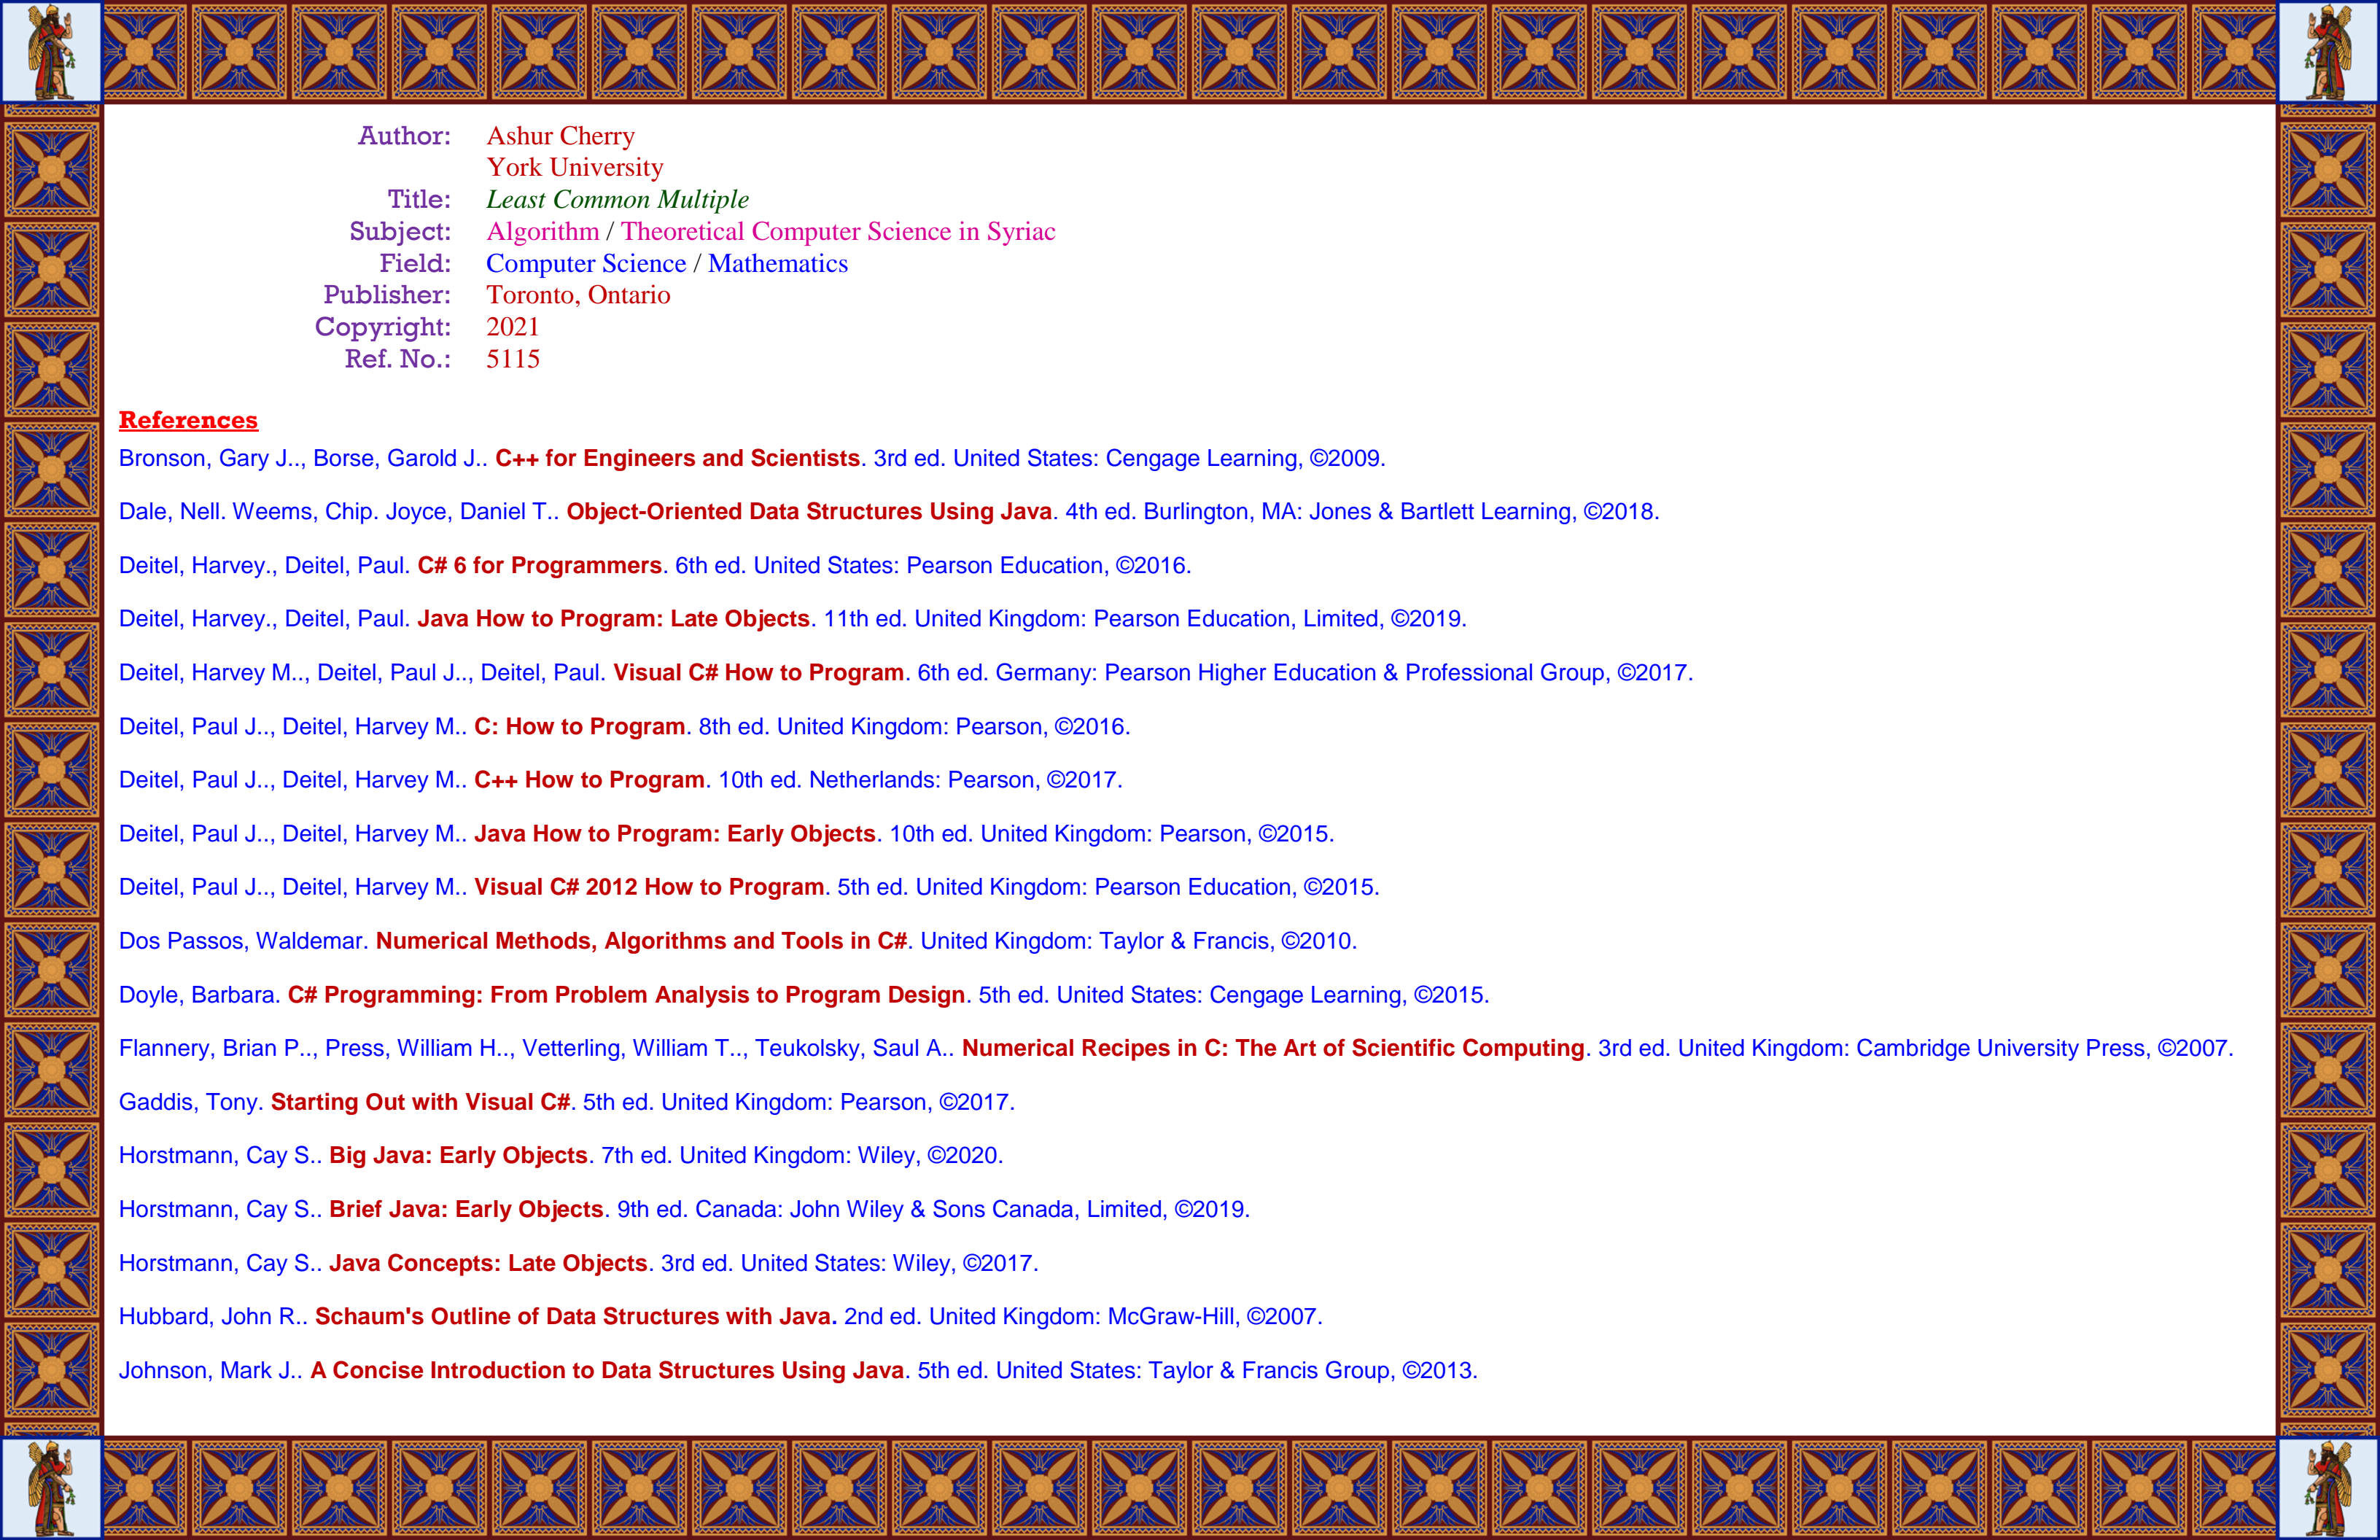 Author: Ashur Cherry
York University
Title: Least Common Multiple
Subject: Algorithm / Theoretical Computer Science in Syriac
Field: Computer Science / Mathematics
Publisher: Toronto, Ontario
Copyright: 2021
Ref. No.: 5115
References
Bronson, Gary J.., Borse, Garold J.. C++ for Engineers and Scientists. 3rd ed. United States: Cengage Learning, ©2009.
Dale, Nell. Weems, Chip. Joyce, Daniel T.. Object-Oriented Data Structures Using Java. 4th ed. Burlington, MA: Jones & Bartlett Learning, ©2018.
Deitel, Harvey., Deitel, Paul. C# 6 for Programmers. 6th ed. United States: Pearson Education, ©2016.
Deitel, Harvey., Deitel, Paul. Java How to Program: Late Objects. 11th ed. United Kingdom: Pearson Education, Limited, ©2019.
Deitel, Harvey M.., Deitel, Paul J.., Deitel, Paul. Visual C# How to Program. 6th ed. Germany: Pearson Higher Education & Professional Group, ©2017.
Deitel, Paul J.., Deitel, Harvey M.. C: How to Program. 8th ed. United Kingdom: Pearson, ©2016.
Deitel, Paul J.., Deitel, Harvey M.. C++ How to Program. 10th ed. Netherlands: Pearson, ©2017.
Deitel, Paul J.., Deitel, Harvey M.. Java How to Program: Early Objects. 10th ed. United Kingdom: Pearson, ©2015.
Deitel, Paul J.., Deitel, Harvey M.. Visual C# 2012 How to Program. 5th ed. United Kingdom: Pearson Education, ©2015.
Dos Passos, Waldemar. Numerical Methods, Algorithms and Tools in C#. United Kingdom: Taylor & Francis, ©2010.
Doyle, Barbara. C# Programming: From Problem Analysis to Program Design. 5th ed. United States: Cengage Learning, ©2015.
Flannery, Brian P.., Press, William H.., Vetterling, William T.., Teukolsky, Saul A.. Numerical Recipes in C: The Art of Scientific Computing. 3rd ed. United Kingdom: Cambridge University Press, ©2007.
Gaddis, Tony. Starting Out with Visual C#. 5th ed. United Kingdom: Pearson, ©2017.
Horstmann, Cay S.. Big Java: Early Objects. 7th ed. United Kingdom: Wiley, ©2020.
Horstmann, Cay S.. Brief Java: Early Objects. 9th ed. Canada: John Wiley & Sons Canada, Limited, ©2019.
Horstmann, Cay S.. Java Concepts: Late Objects. 3rd ed. United States: Wiley, ©2017.
Hubbard, John R.. Schaum's Outline of Data Structures with Java. 2nd ed. United Kingdom: McGraw-Hill, ©2007.
Johnson, Mark J.. A Concise Introduction to Data Structures Using Java. 5th ed. United States: Taylor & Francis Group, ©2013.